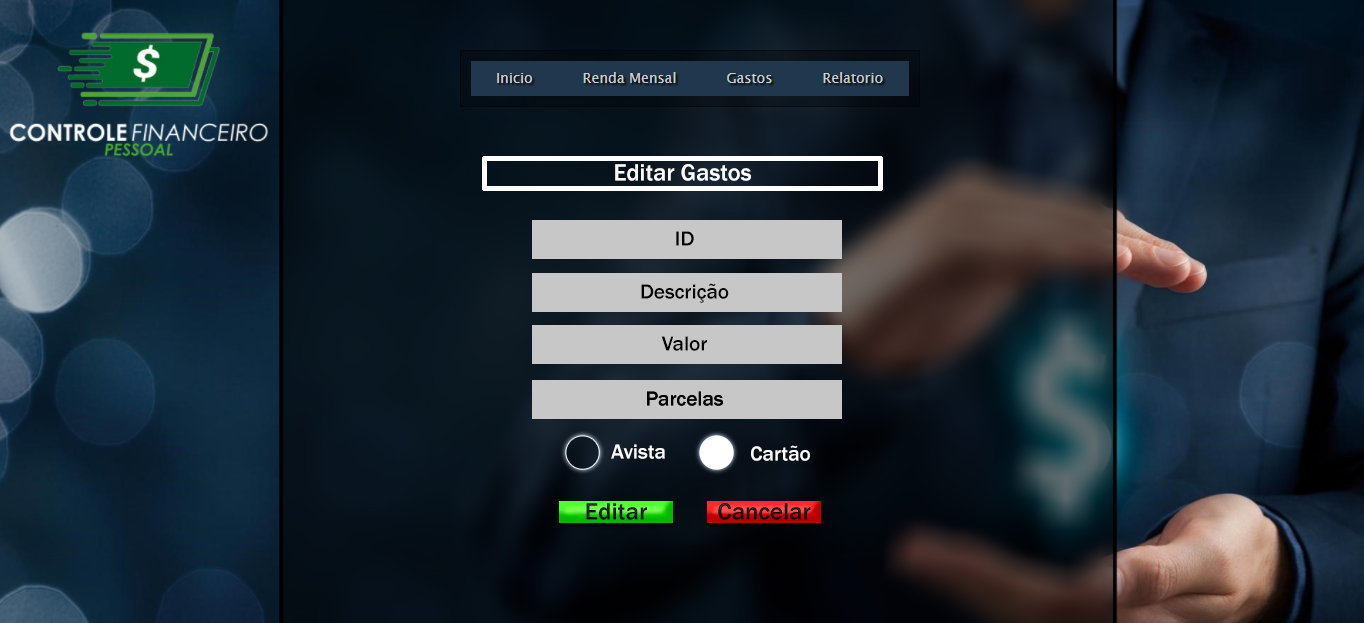 $
CONTROLE FINANCEIRO
PESSOAL
Inicio Renda Mensal Gastos Relatorio
Editar Gastos
ID
Descrição
Valor
Parcelas
Avista Cartão
Editar Cancelar
$